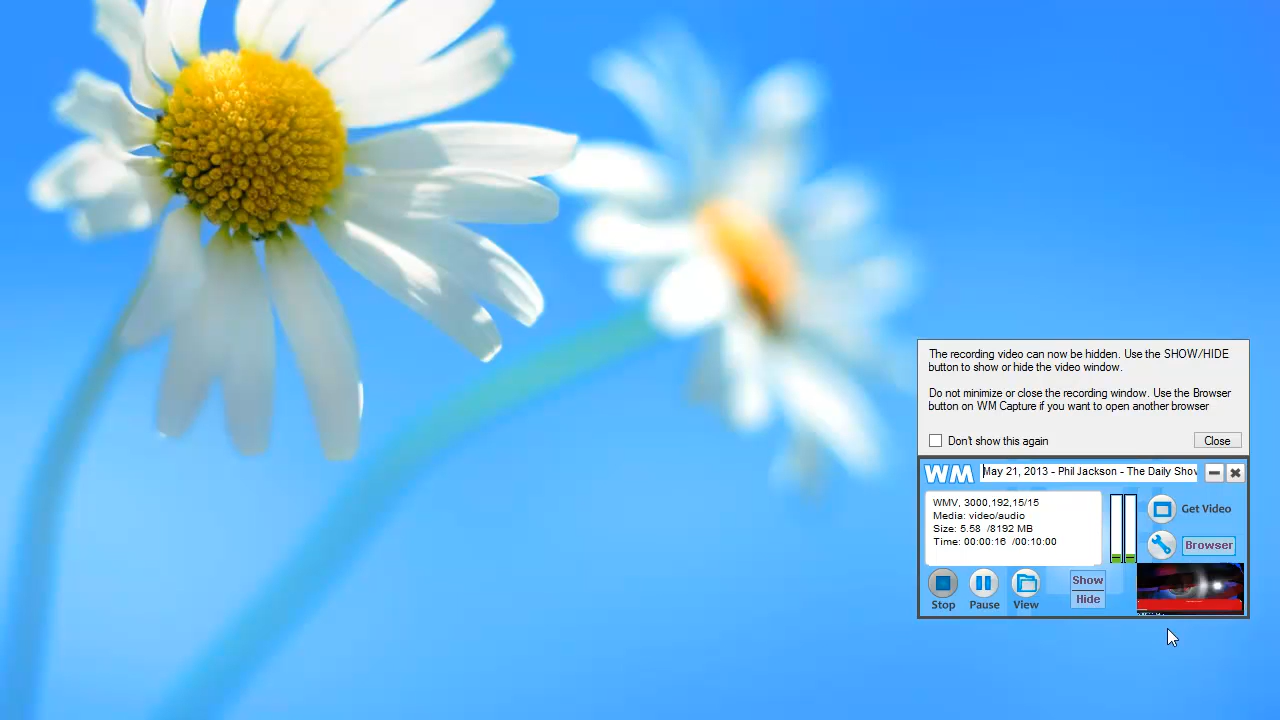 The recording video can now be hidden. Use the SHOW/HIDE
button to show or hide the video window.
Do not minimize or close the recording window. Use the Browser
button on WM Capture if you want to open another browser
Don't show this again
Close
WM
May 21, 2013 - Phil Jackson - The Daily Show
WMV, 3000,192,15/15
Media: video/audio
Size: 5.58 /8192 MB
Time: 00:00:16 /00:10:00
Get Video
Browser
Show
Hide
Stop
Pause
View